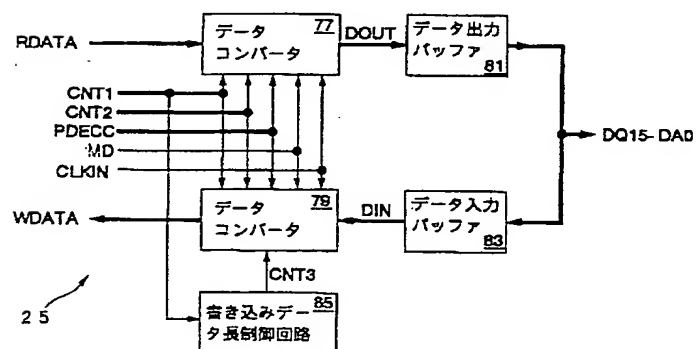 RDATA
データ
コンバータ
77
DOUT
データ出力
バッファ
81
CNT1
CNT2
PDECC
MD
CLKIN
DQ15-DA0
WDATA
データ
コンバータ
79
DIN
データ入力
バッファ
83
CNT3
25
書き込みデー
タ長制御回路
85